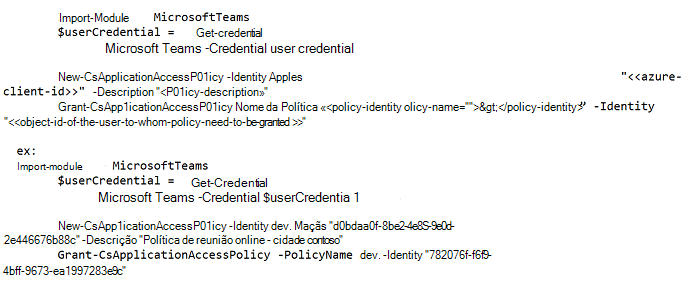 Import-Module MicrosoftTeams
$userCredential = Get-credential
Microsoft Teams -Credential user credential
New-CsApplicationAccessP01icy -Identity Apples "<<azure-
client-id>>" -Description "<P01icy-description»"
Grant-CsApp1icationAccessP01icy Nome da Política «<policy-identity olicy-name="">&gt;</policy-identity> -Identity
"<<object-id-of-the-user-to-whom-policy-need-to-be-granted >>"
ex:
Import-module MicrosoftTeams
$userCredential = Get-Credential
Microsoft Teams -Credential $userCredentia 1
New-CsApp1icationAccessP01icy -Identity dev. Maçãs "d0bdaa0f-8be2-4e8S-9e0d-
2e446676b88c" -Descrição "Política de reunião online - cidade contoso"
Grant-CsApplicationAccessPolicy -PolicyName dev. -Identity "782076f-f6f9-
4bff-9673-ea1997283e9c"